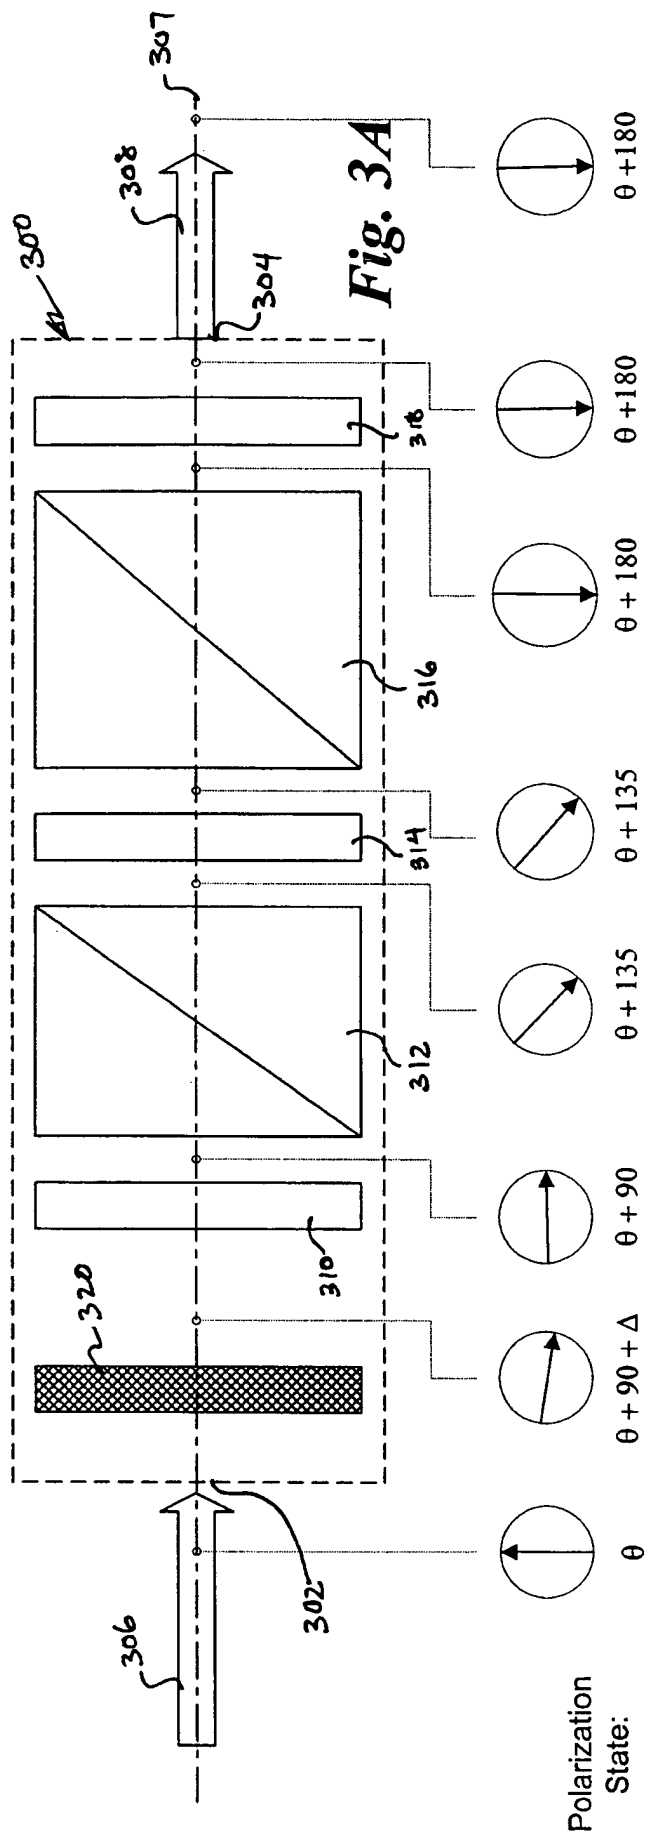 300
306
302
320
310
312
314
316
318
304
308
307
Fig. 3A
Polarization
State:
θ
θ + 90 + Δ
θ + 90
θ + 135
θ + 135
θ + 180
θ +180
θ +180